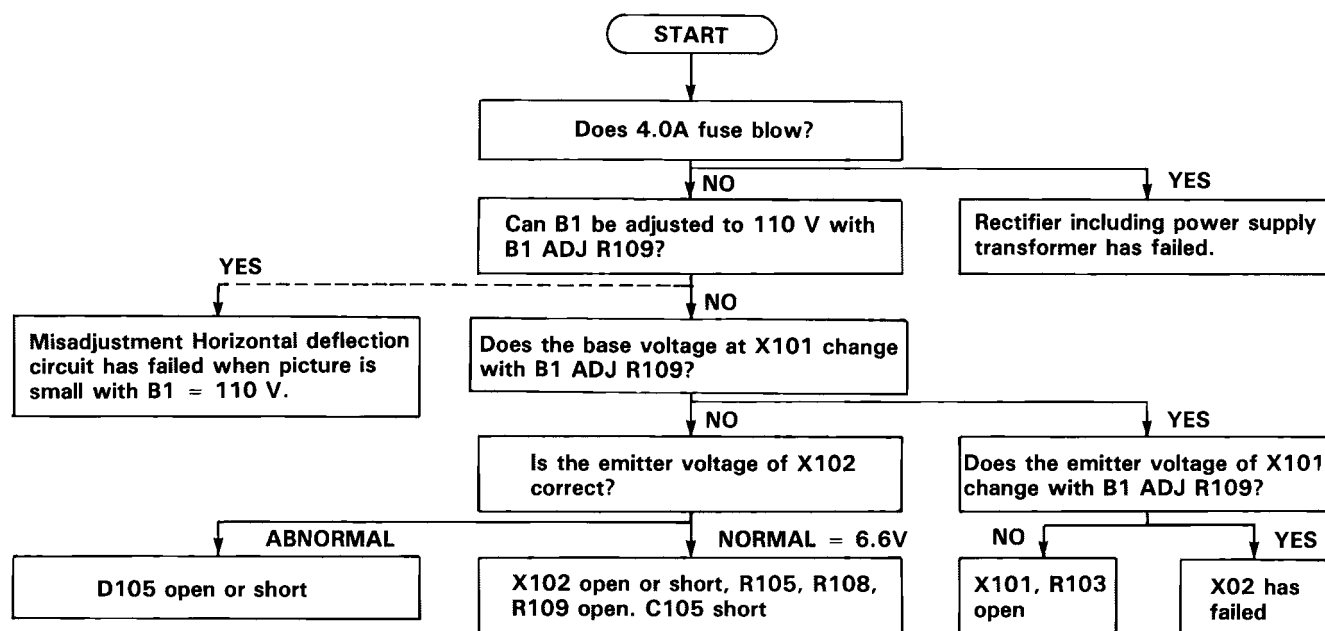 START
Does 4.0A fuse blow?
NO
YES
Can B1 be adjusted to 110 V with
B1 ADJ R109?
Rectifier including power supply
transformer has failed.
YES
NO
Misadjustment Horizontal deflection
circuit has failed when picture is
small with B1 = 110 V.
Does the base voltage at X101 change
with B1 ADJ R109?
NO
YES
Is the emitter voltage of X102
correct?
Does the emitter voltage of X101
change with B1 ADJ R109?
ABNORMAL
NORMAL = 6.6V
NO
YES
D105 open or short
X102 open or short, R105, R108,
R109 open. C105 short
X101, R103
open
X02 has
failed